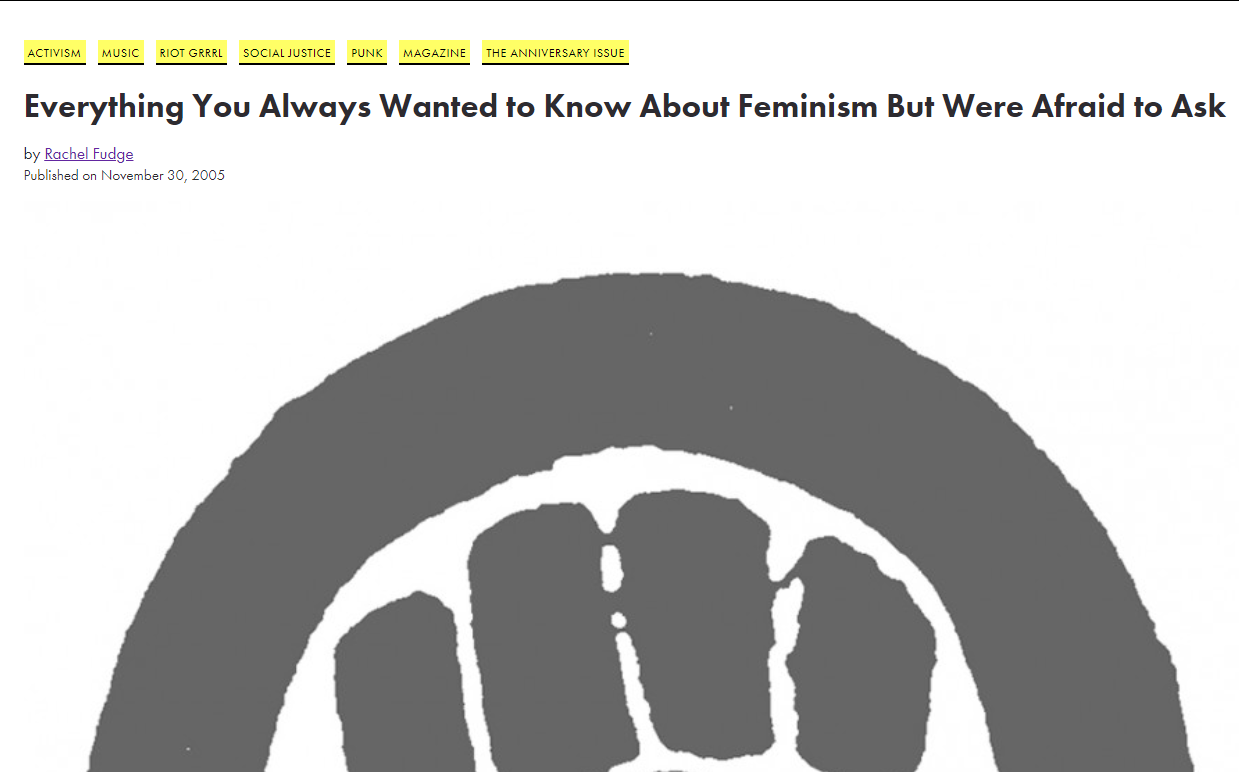 ACTIVISM MUSIC RIOT GRRRL SOCIAL JUSTICE PUNK MAGAZINE THE ANNIVERSARY ISSUE
Everything You Always Wanted to Know About Feminism But Were Afraid to Ask
by Rachel Fudge
Published on November 30, 2005